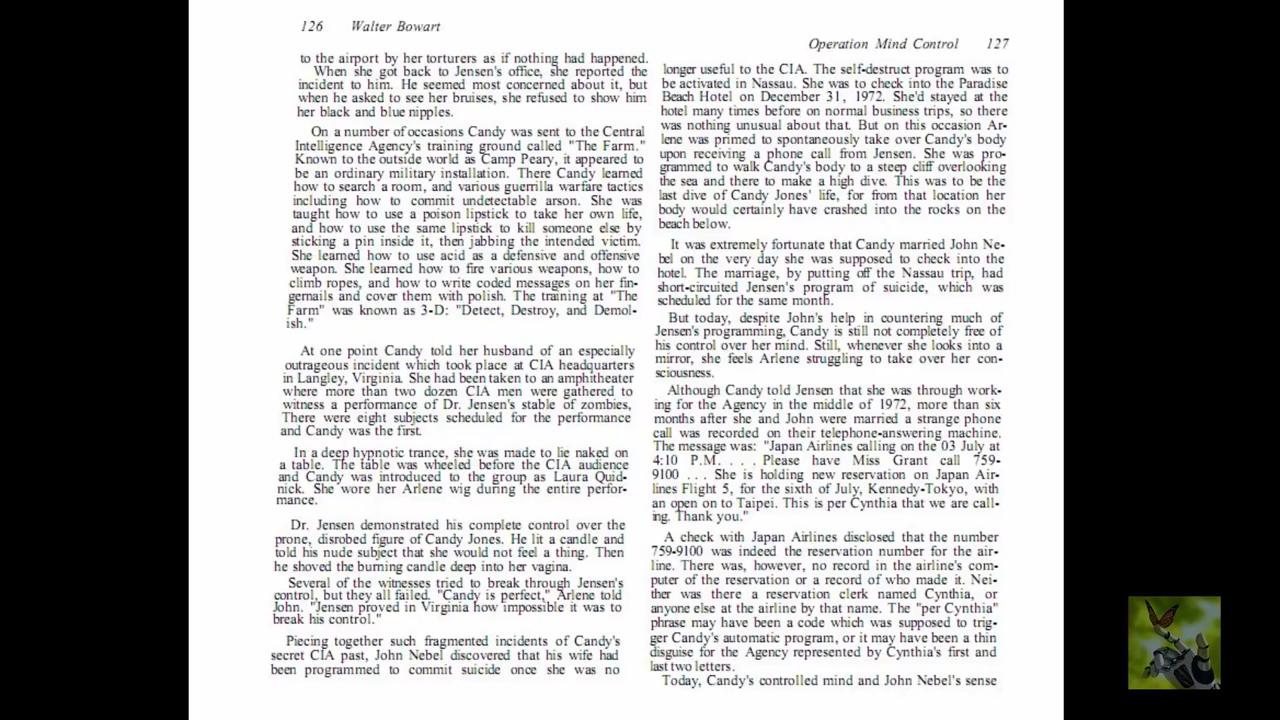 126 Walter Bowart
to the airport by her torturers as if nothing had happened.
When she got back to Jensen's office, she reported the
incident to him. He seemed most concerned about it, but
when he asked to see her bruises, she refused to show him
her black and blue nipples.
On a number of occasions Candy was sent to the Central
Intelligence Agency's training ground called "The Farm."
Known to the outside world as Camp Peary, it appeared to
be an ordinary military installation. There Candy learned
how to search a room, and various guerrilla warfare tactics
including how to commit undetectable arson. She was
taught how to use a poison lipstick to take her own life,
and how to use the same lipstick to kill someone else by
sticking a pin inside it, then jabbing the intended victim.
She learned how to use acid as a defensive and offensive
weapon. She learned how to fire various weapons, how to
climb ropes, and how to write coded messages on her fin-
gernails and cover them with polish. The training at "The
Farm" was known as 3-D: "Detect, Destroy, and Demol-
ish."
At one point Candy told her husband of an especially
outrageous incident which took place at CIA headquarters
in Langley, Virginia. She had been taken to an amphitheater
where more than two dozen CIA men were gathered to
witness a performance of Dr. Jensen's stable of zombies,
There were eight subjects scheduled for the performance
and Candy was the first.
In a deep hypnotic trance, she was made to lie naked on
a table. The table was wheeled before the CIA audience
and Candy was introduced to the group as Laura Quid-
nick. She wore her Arlene wig during the entire perfor-
mance.
Dr. Jensen demonstrated his complete control over the
prone, disrobed figure of Candy Jones. He lit a candle and
told his nude subject that she would not feel a thing. Then
he shoved the burning candle deep into her vagina.
Several of the witnesses tried to break through Jensen's
control, but they all failed. "Candy is perfect," Arlene told
John. "Jensen proved in Virginia how impossible it was to
break his control."
Piecing together such fragmented incidents of Candy's
secret CIA past, John Nebel discovered that his wife had
been programmed to commit suicide once she was no
Operation Mind Control 127
longer useful to the CIA. The self-destruct program was to
be activated in Nassau. She was to check into the Paradise
Beach Hotel on December 31, 1972. She'd stayed at the
hotel many times before on normal business trips, so there
was nothing unusual about that. But on this occasion Ar-
lene was primed to spontaneously take over Candy's body
upon receiving a phone call from Jensen. She was pro-
grammed to walk Candy's body to a steep cliff overlooking
the sea and there to make a high dive. This was to be the
last dive of Candy Jones' life, for from that location her
body would certainly have crashed into the rocks on the
beach below.
It was extremely fortunate that Candy married John Ne-
bel on the very day she was supposed to check into the
hotel. The marriage, by putting off the Nassau trip, had
short-circuited Jensen's program of suicide, which was
scheduled for the same month.
But today, despite John's help in countering much of
Jensen's programming, Candy is still not completely free of
his control over her mind. Still, whenever she looks into a
mirror, she feels Arlene struggling to take over her con-
sciousness.
Although Candy told Jensen that she was through work-
ing for the Agency in the middle of 1972, more than six
months after she and John were married a strange phone
call was recorded on their telephone-answering machine.
The message was: "Japan Airlines calling on the 03 July at
4:10 P.M. . . . Please have Miss Grant call 759-
9100 . . . She is holding new reservation on Japan Air-
lines Flight 5, for the sixth of July, Kennedy-Tokyo, with
an open on to Taipei. This is per Cynthia that we are call-
ing. Thank you."
A check with Japan Airlines disclosed that the number
759-9100 was indeed the reservation number for the air-
line. There was, however, no record in the airline's com-
puter of the reservation or a record of who made it. Nei-
ther was there a reservation clerk named Cynthia, or
anyone else at the airline by that name. The "per Cynthia"
phrase may have been a code which was supposed to trig-
ger Candy's automatic program, or it may have been a thin
disguise for the Agency represented by Cynthia's first and
last two letters.
Today, Candy's controlled mind and John Nebel's sense